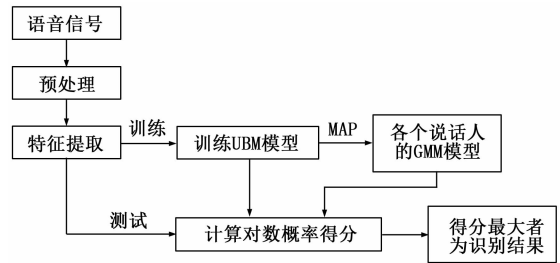 语音信号
预处理
特征提取
训练
训练UBM模型
MAP
各个说话人
的GMM模型
测试
计算对数概率得分
得分最大者
为识别结果